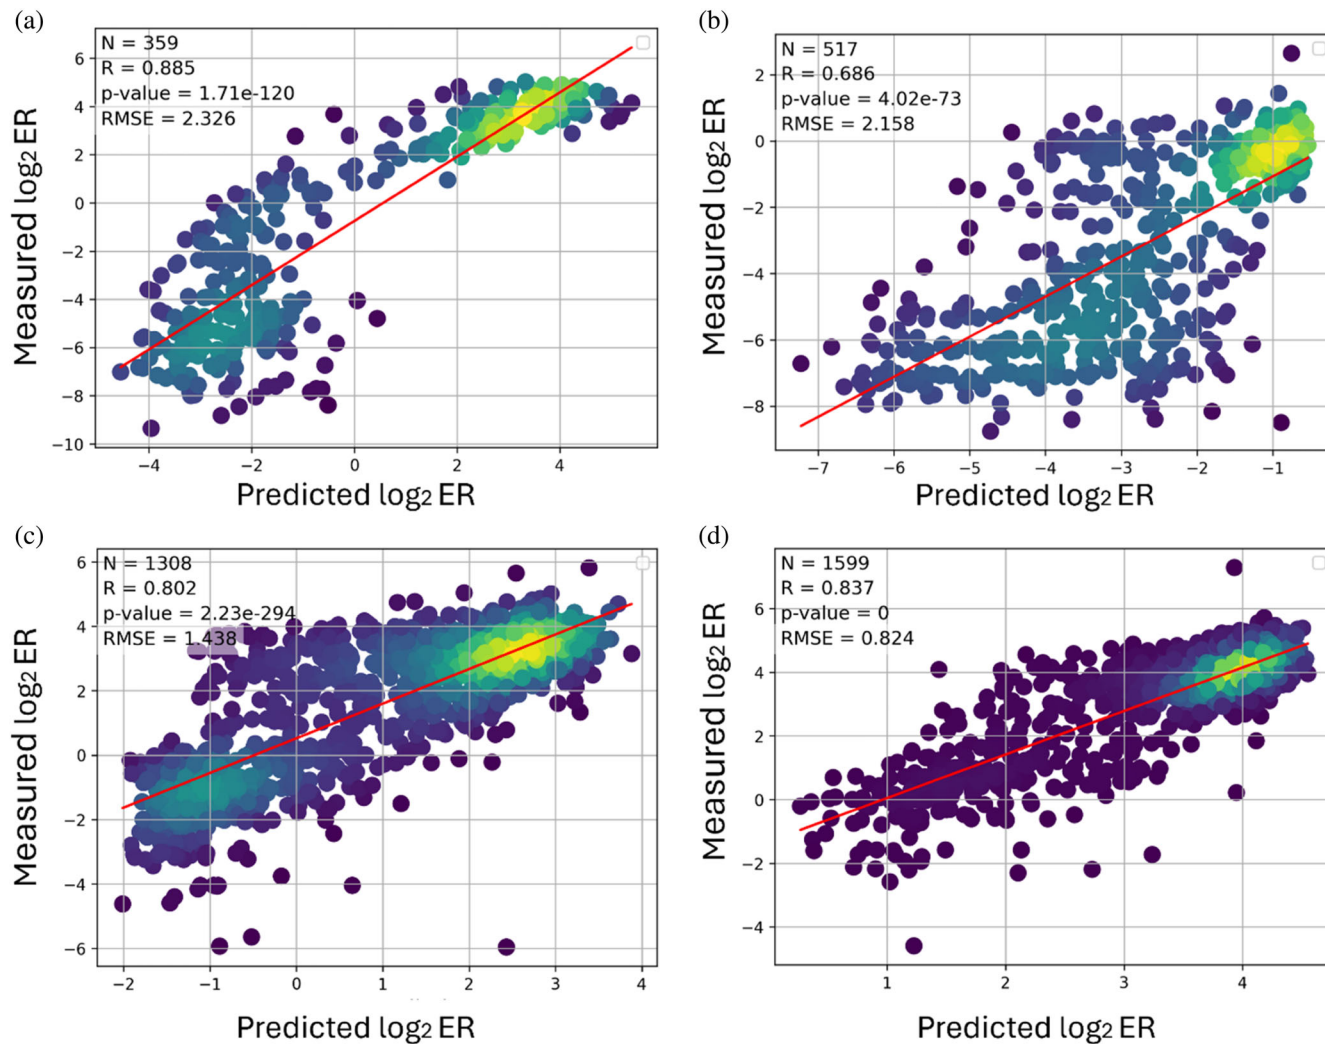 (a)
N = 359
R = 0.885
p-value = 1.71e-120
RMSE = 2.326
6
4
2
0
−2
−4
−6
−8
−10
−4
−2
0
2
4
Measured log₂ ER
Predicted log₂ ER
(b)
N = 517
R = 0.686
p-value = 4.02e-73
RMSE = 2.158
2
0
−2
−4
−6
−8
−7
−6
−5
−4
−3
−2
−1
Measured log₂ ER
Predicted log₂ ER
(c)
N = 1308
R = 0.802
p-value = 2.23e-294
RMSE = 1.438
6
4
2
0
−2
−4
−6
−2
−1
0
1
2
3
4
Measured log₂ ER
Predicted log₂ ER
(d)
N = 1599
R = 0.837
p-value = 0
RMSE = 0.824
6
4
2
0
−2
−4
1
2
3
4
Measured log₂ ER
Predicted log₂ ER